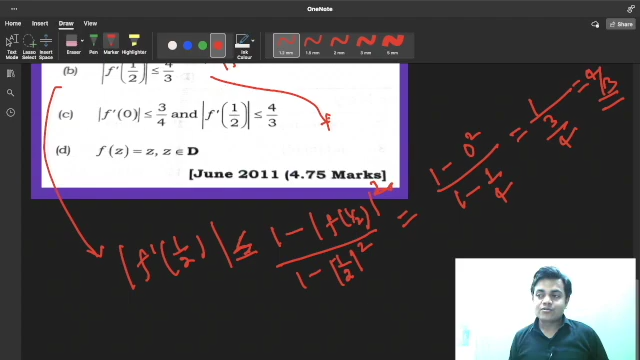 OneNote
Home Insert Draw View
Text Mode Lasso Select Insert Space Eraser Pen Marker Highlighter Ink Colour 1.2 mm 1.5 mm 2 mm 3 mm 5 mm
(b) |f'(1/2)| ≤ 4/3
(c) |f'(0)| ≤ 3/4 and |f'(1/2)| ≤ 4/3
(d) f(z) = z, z ∈ D
[June 2011 (4.75 Marks]
|f'(1/2)| ≤ 1 - |f(1/2)|² / 1 - |1/2|² = 1 - 0² / 1 - 1/4 = 1 / 3/4 = 4/3